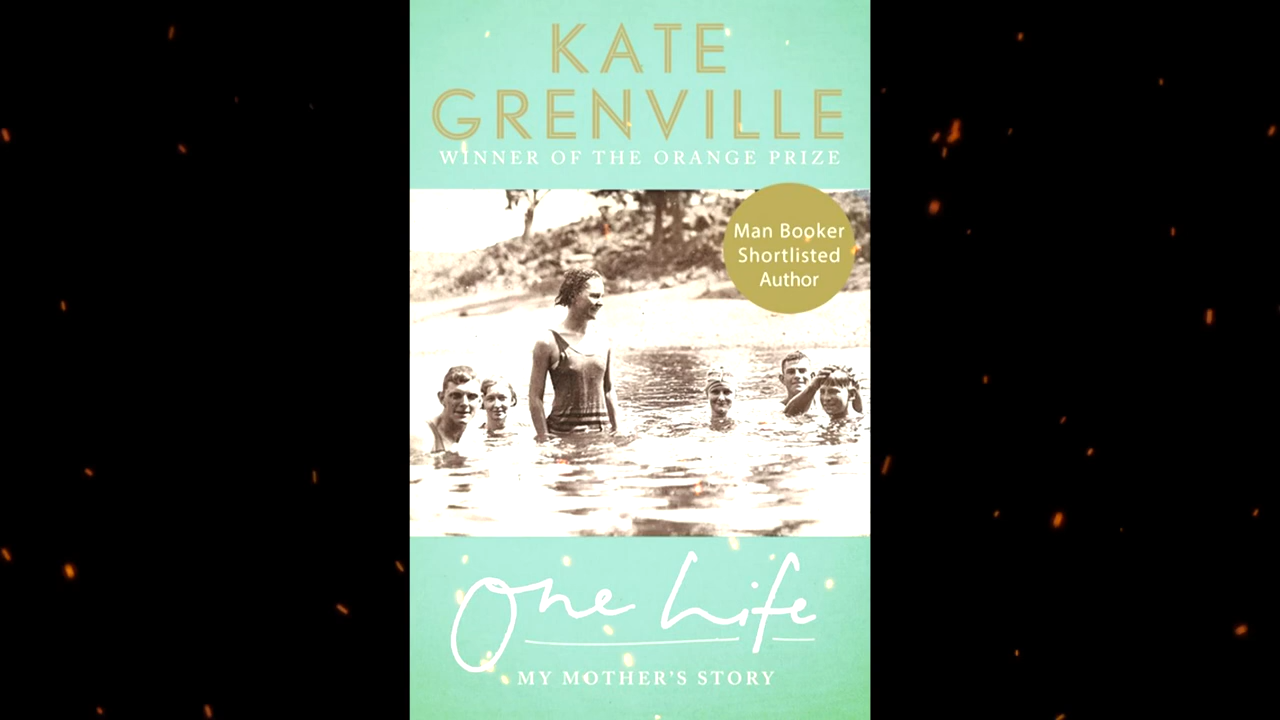 KATE
GRENVILLE
WINNER OF THE ORANGE PRIZE
Man Booker
Shortlisted
Author
One Life
MY MOTHER'S STORY